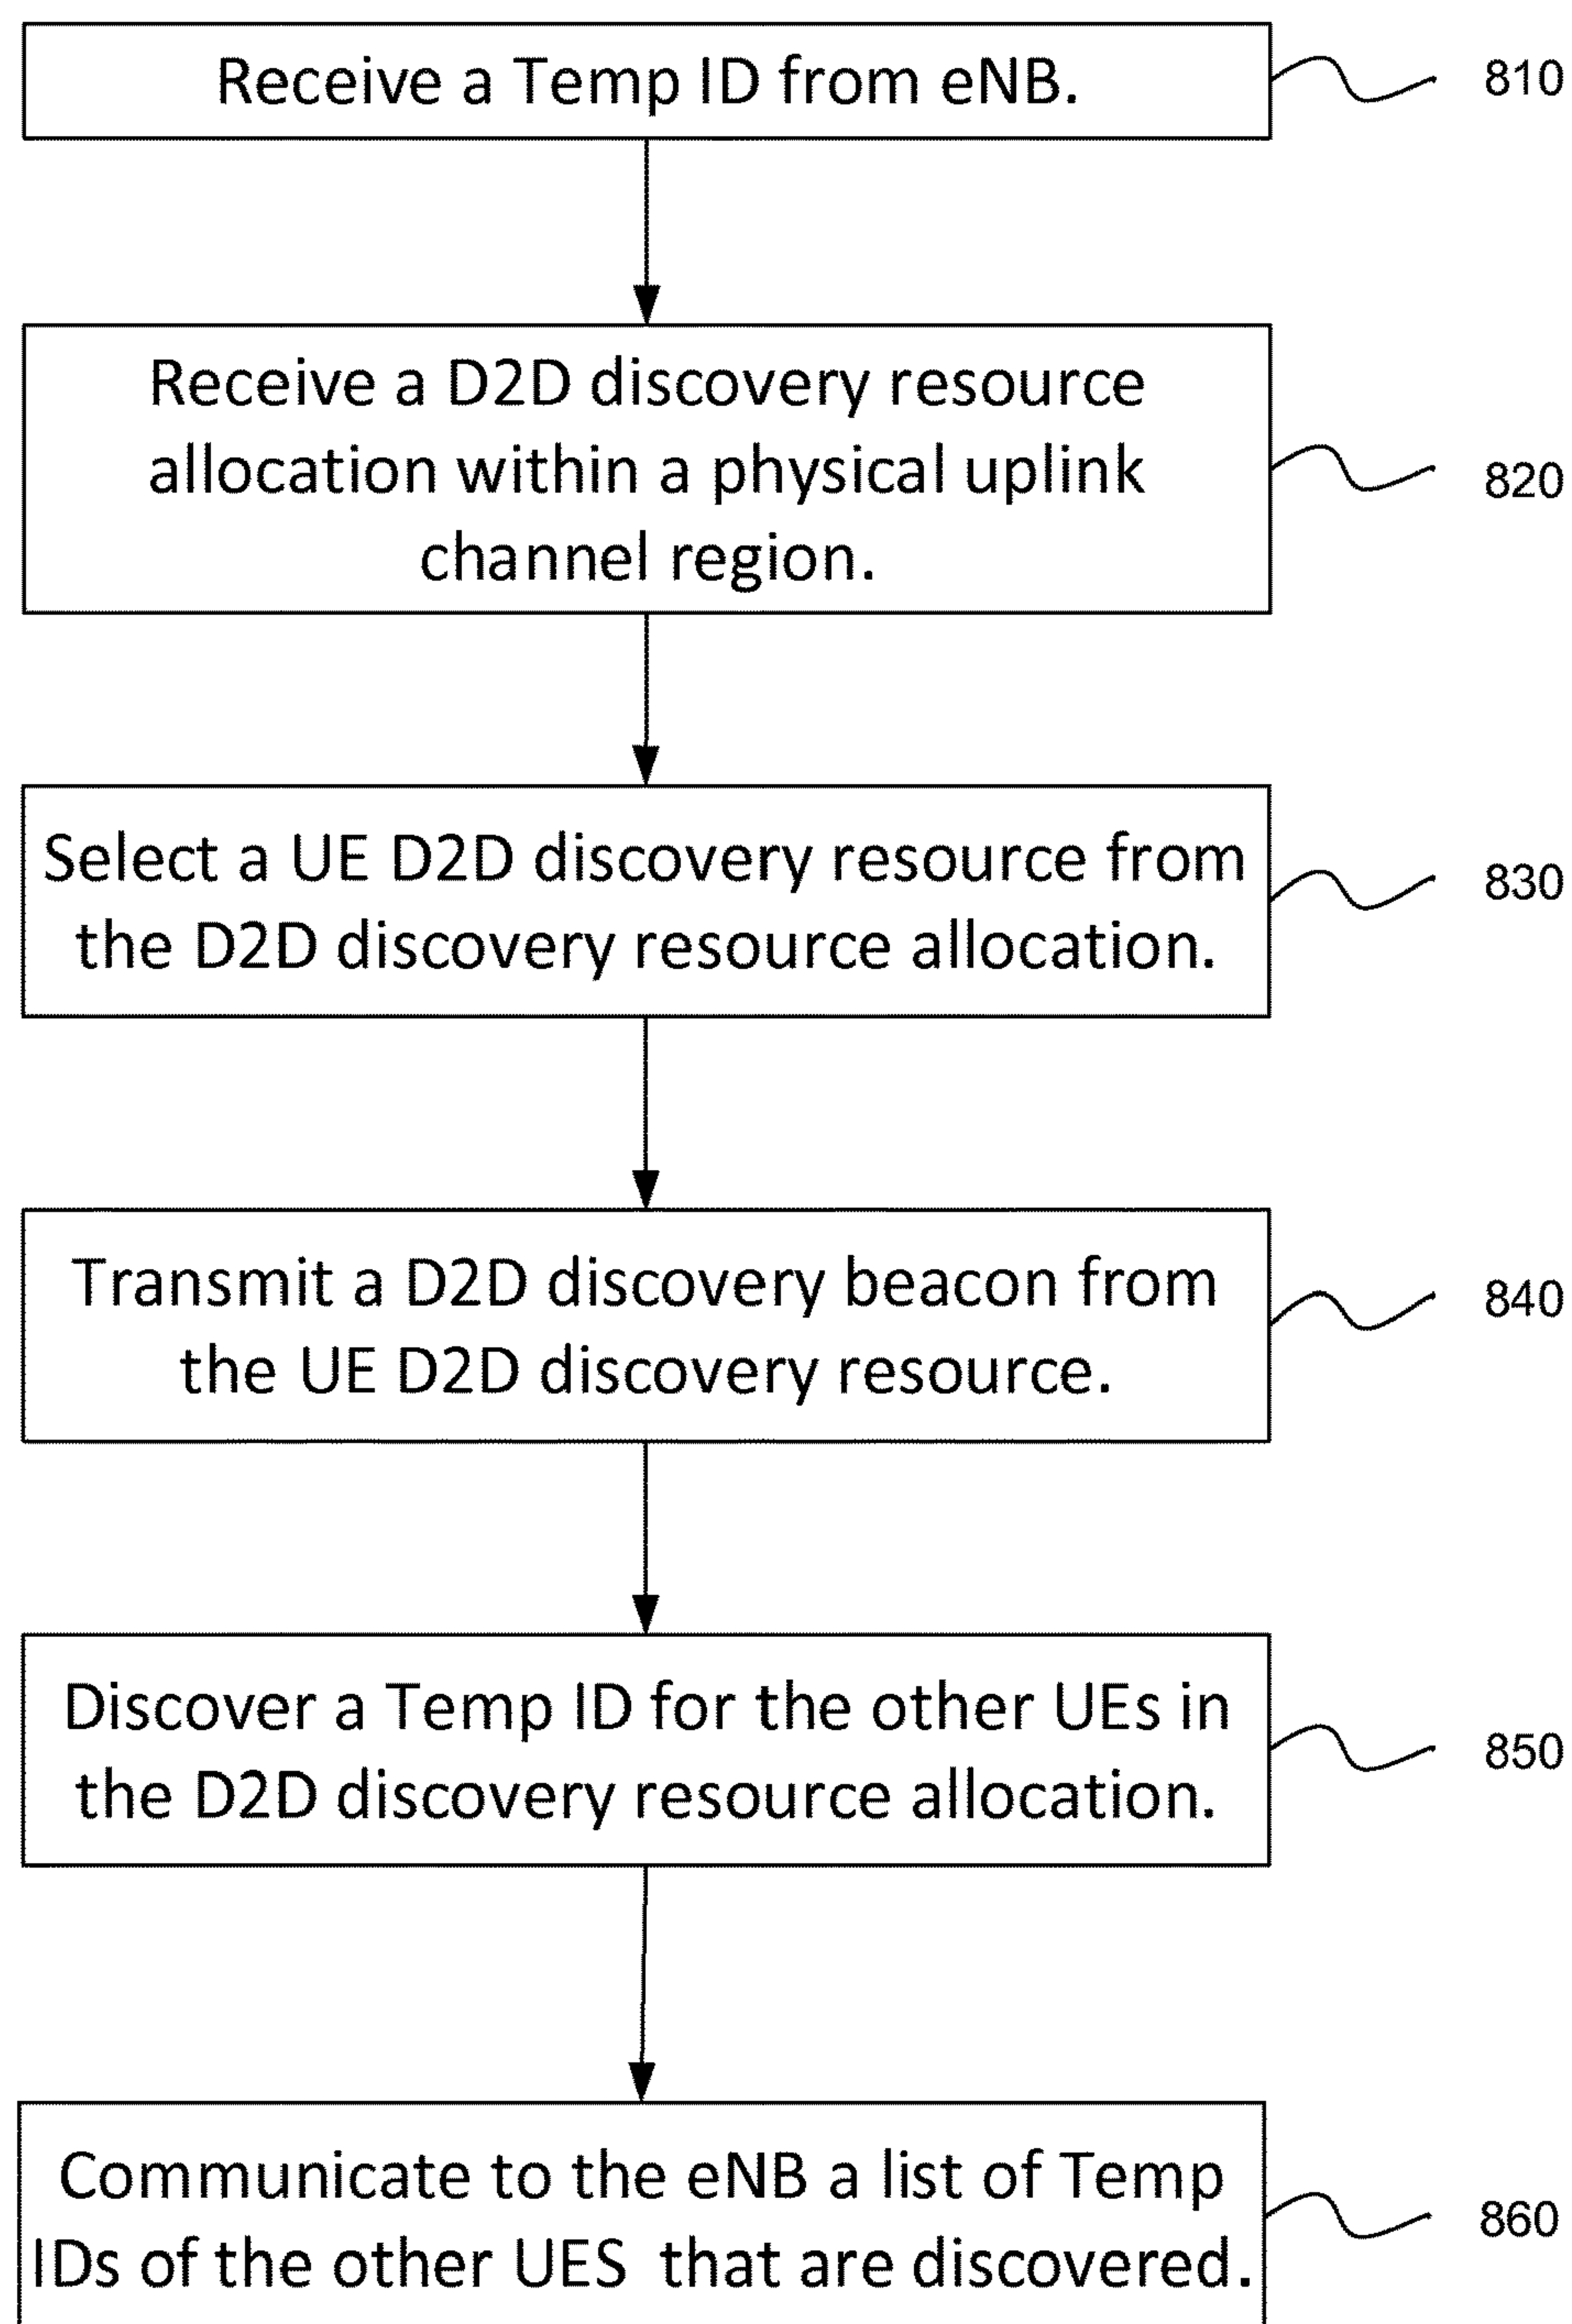 Receive a Temp ID from eNB.
810
Receive a D2D discovery resource
allocation within a physical uplink
channel region.
820
Select a UE D2D discovery resource from
the D2D discovery resource allocation.
830
Transmit a D2D discovery beacon from
the UE D2D discovery resource.
840
Discover a Temp ID for the other UEs in
the D2D discovery resource allocation.
850
Communicate to the eNB a list of Temp
IDs of the other UES  that are discovered.
860